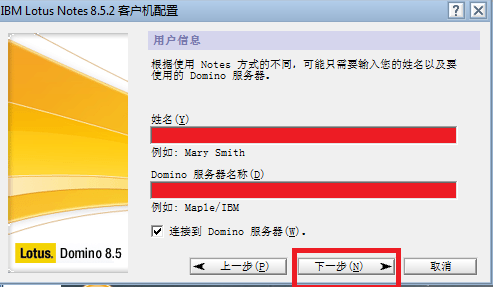 IBM Lotus Notes 8.5.2 客户机配置
用户信息
根据使用 Notes 方式的不同，可能只需要输入您的姓名以及要
使用的 Domino 服务器。
姓名(Y)
例如: Mary Smith
Domino 服务器名称(D)
例如: Maple/IBM
连接到 Domino 服务器(W)。
Lotus. Domino 8.5
上一步(P)
下一步(N)
取消